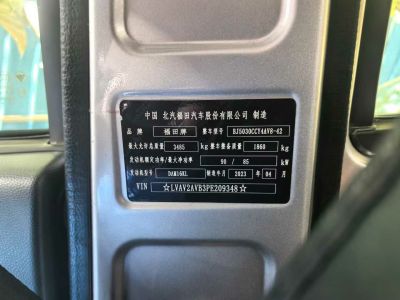 中国 北汽福田汽车股份有限公司 制造
品牌 福田牌 整车型号 BJ5030CCY4AV8-42
最大允许总质量 3485 kg 整车整备质量 1860 kg
发动机额定功率/最大净功率 90 / 85 kW
发动机型号 DAM16KL 制造年月 2023 年 04 月
VIN ☆LVAV2AVB3PE209348☆